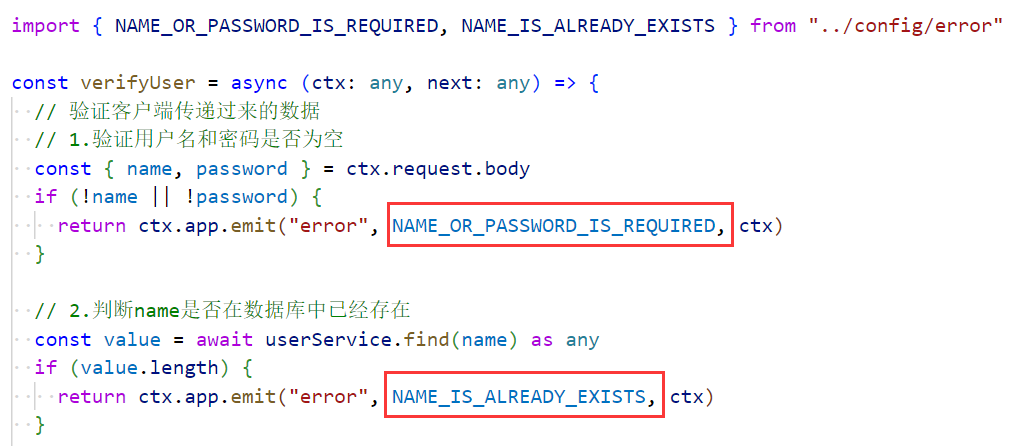 import { NAME_OR_PASSWORD_IS_REQUIRED, NAME_IS_ALREADY_EXISTS } from "../config/error"
const verifyUser = async (ctx: any, next: any) => {
// 验证客户端传递过来的数据
// 1.验证用户名和密码是否为空
const { name, password } = ctx.request.body
if (!name || !password) {
return ctx.app.emit("error", NAME_OR_PASSWORD_IS_REQUIRED, ctx)
}
// 2.判断name是否在数据库中已经存在
const value = await userService.find(name) as any
if (value.length) {
return ctx.app.emit("error", NAME_IS_ALREADY_EXISTS, ctx)
}